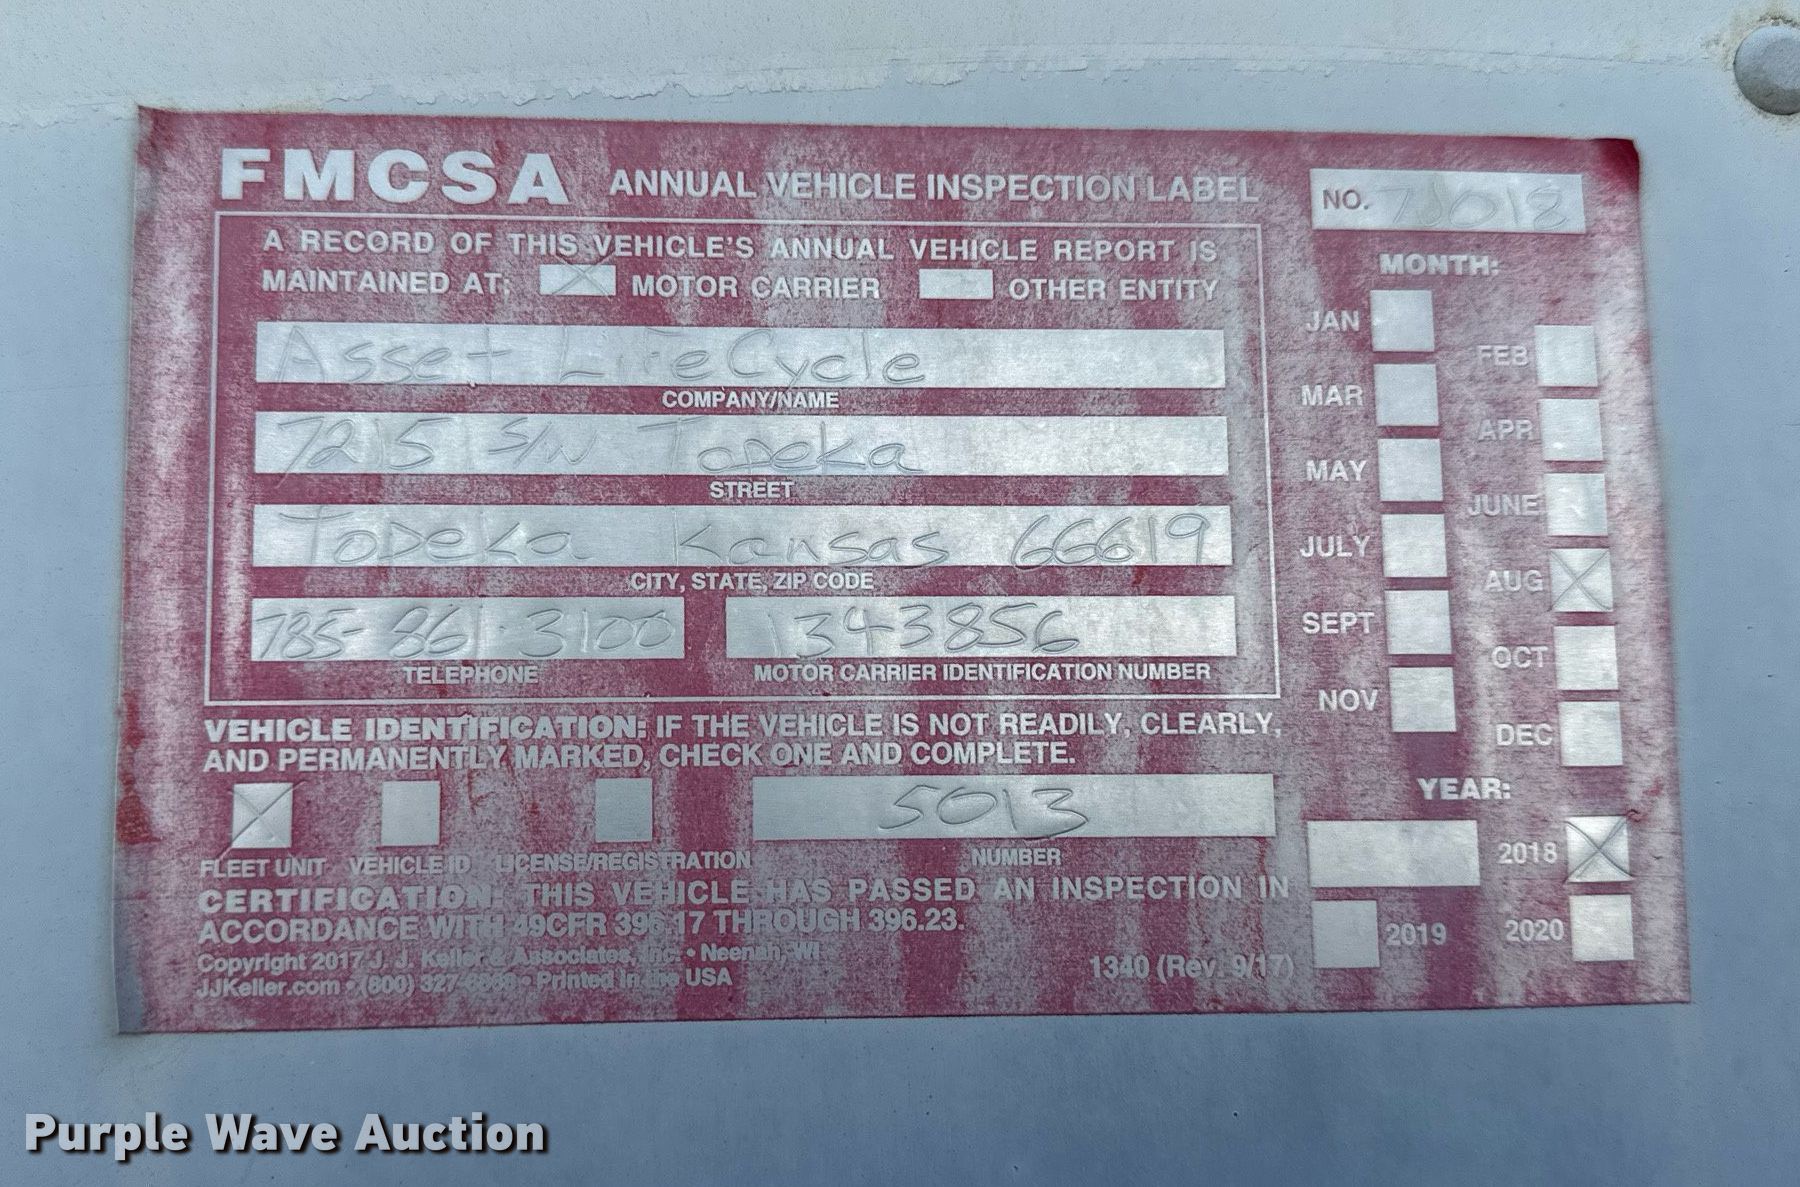 FMCSA ANNUAL VEHICLE INSPECTION LABEL
NO.
A RECORD OF THIS VEHICLE'S ANNUAL VEHICLE REPORT IS
MAINTAINED AT: MOTOR CARRIER OTHER ENTITY
Asset LifeCycle
COMPANY/NAME
7215 S/W Topeka
STREET
Topeka Kansas 66619
CITY, STATE, ZIP CODE
785-861-3100 1343856
TELEPHONE MOTOR CARRIER IDENTIFICATION NUMBER
VEHICLE IDENTIFICATION: IF THE VEHICLE IS NOT READILY, CLEARLY,
AND PERMANENTLY MARKED, CHECK ONE AND COMPLETE.
5013
FLEET UNIT VEHICLE ID LICENSE/REGISTRATION NUMBER
CERTIFICATION: THIS VEHICLE HAS PASSED AN INSPECTION IN
ACCORDANCE WITH 49CFR 396.17 THROUGH 396.23.
Copyright 2017 J. J. Keller & Associates, Inc. • Neenah, WI
JJKeller.com • (800) 327-6868 • Printed in the USA
1340 (Rev. 9/17)
MONTH:
JAN
FEB
MAR
APR
MAY
JUNE
JULY
AUG
SEPT
OCT
NOV
DEC
YEAR:
2018
2019 2020
Purple Wave Auction